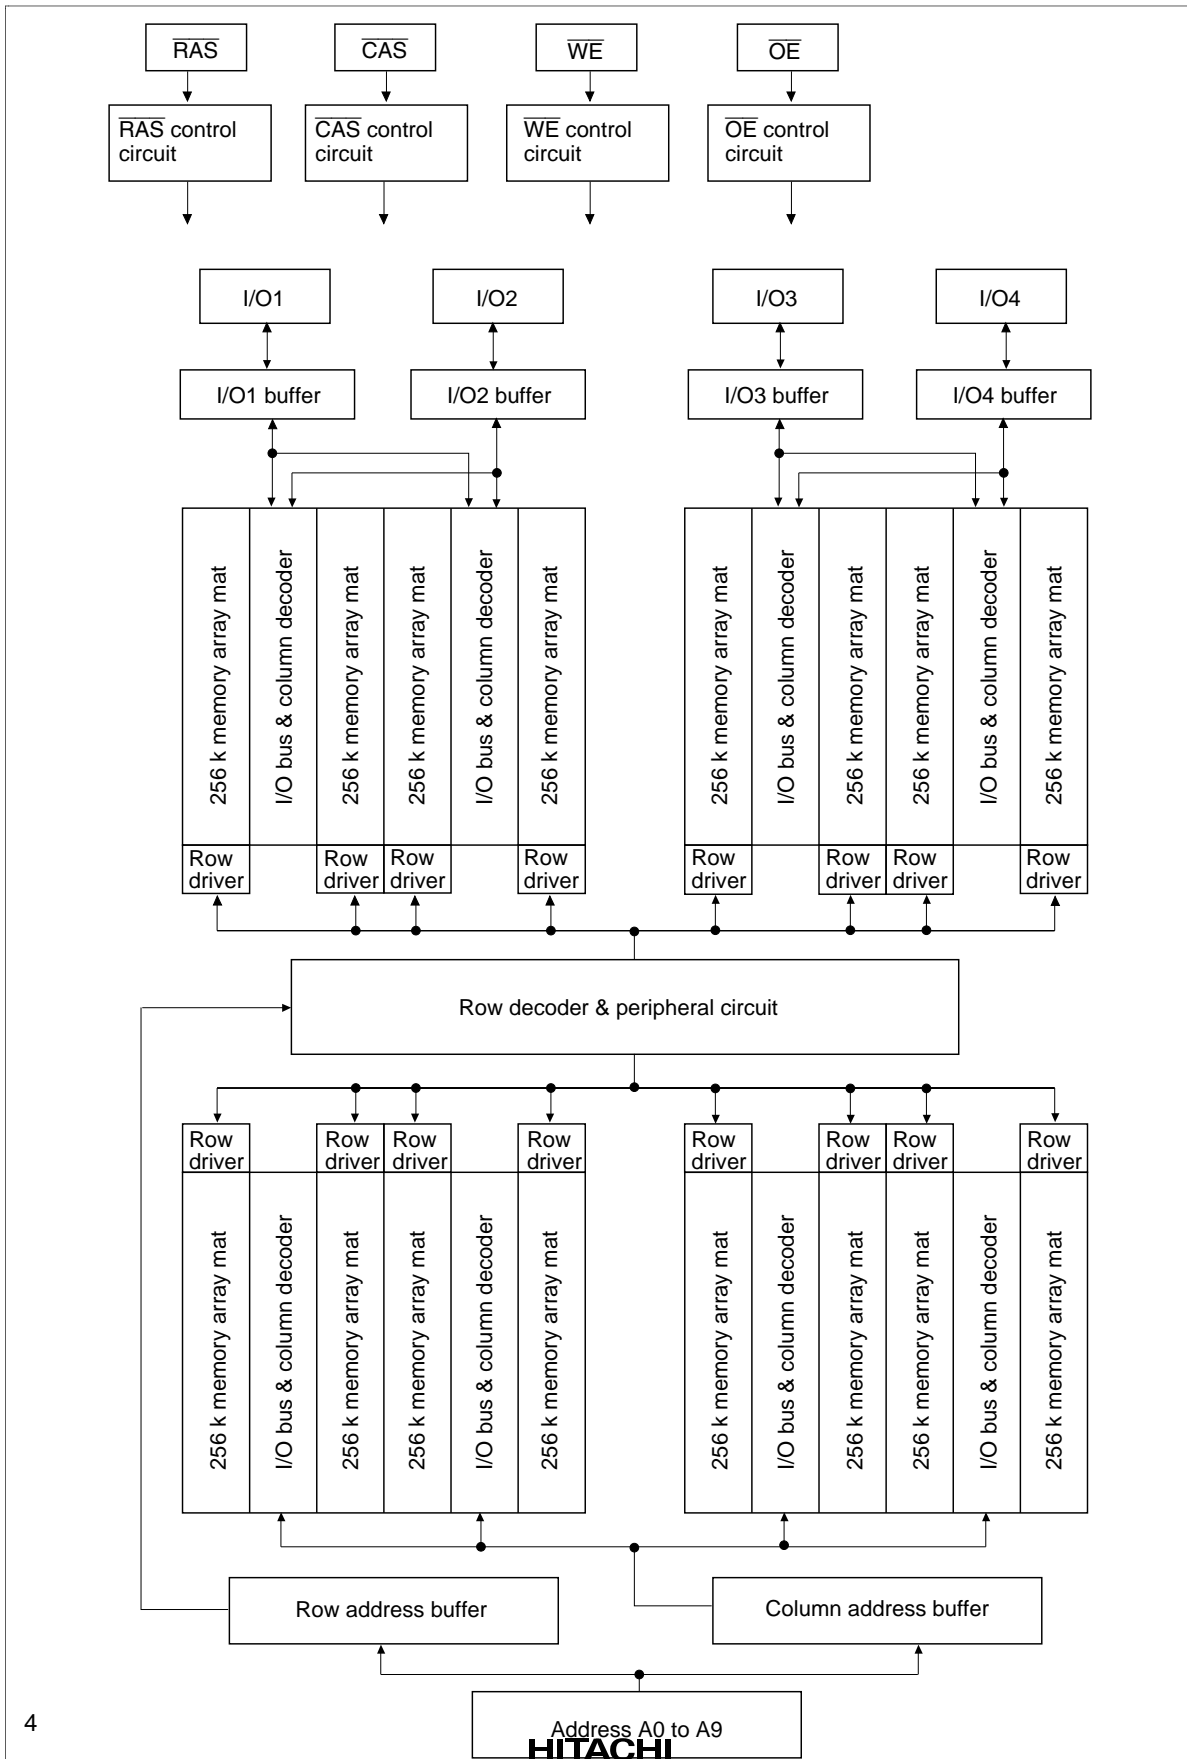 R̅A̅S̅ C̅A̅S̅ W̅E̅ O̅E̅
R̅A̅S̅ control C̅A̅S̅ control W̅E̅ control O̅E̅ control
circuit circuit circuit circuit
I/O1 I/O2 I/O3 I/O4
I/O1 buffer I/O2 buffer I/O3 buffer I/O4 buffer
256 k memory array mat
I/O bus & column decoder
256 k memory array mat
256 k memory array mat
I/O bus & column decoder
256 k memory array mat
256 k memory array mat
I/O bus & column decoder
256 k memory array mat
256 k memory array mat
I/O bus & column decoder
256 k memory array mat
Row Row Row Row Row Row Row Row
driver driver driver driver driver driver driver driver
Row decoder & peripheral circuit
Row Row Row Row Row Row Row Row
driver driver driver driver driver driver driver driver
256 k memory array mat
I/O bus & column decoder
256 k memory array mat
256 k memory array mat
I/O bus & column decoder
256 k memory array mat
256 k memory array mat
I/O bus & column decoder
256 k memory array mat
256 k memory array mat
I/O bus & column decoder
256 k memory array mat
Row address buffer Column address buffer
Address A0 to A9
4
HITACHI